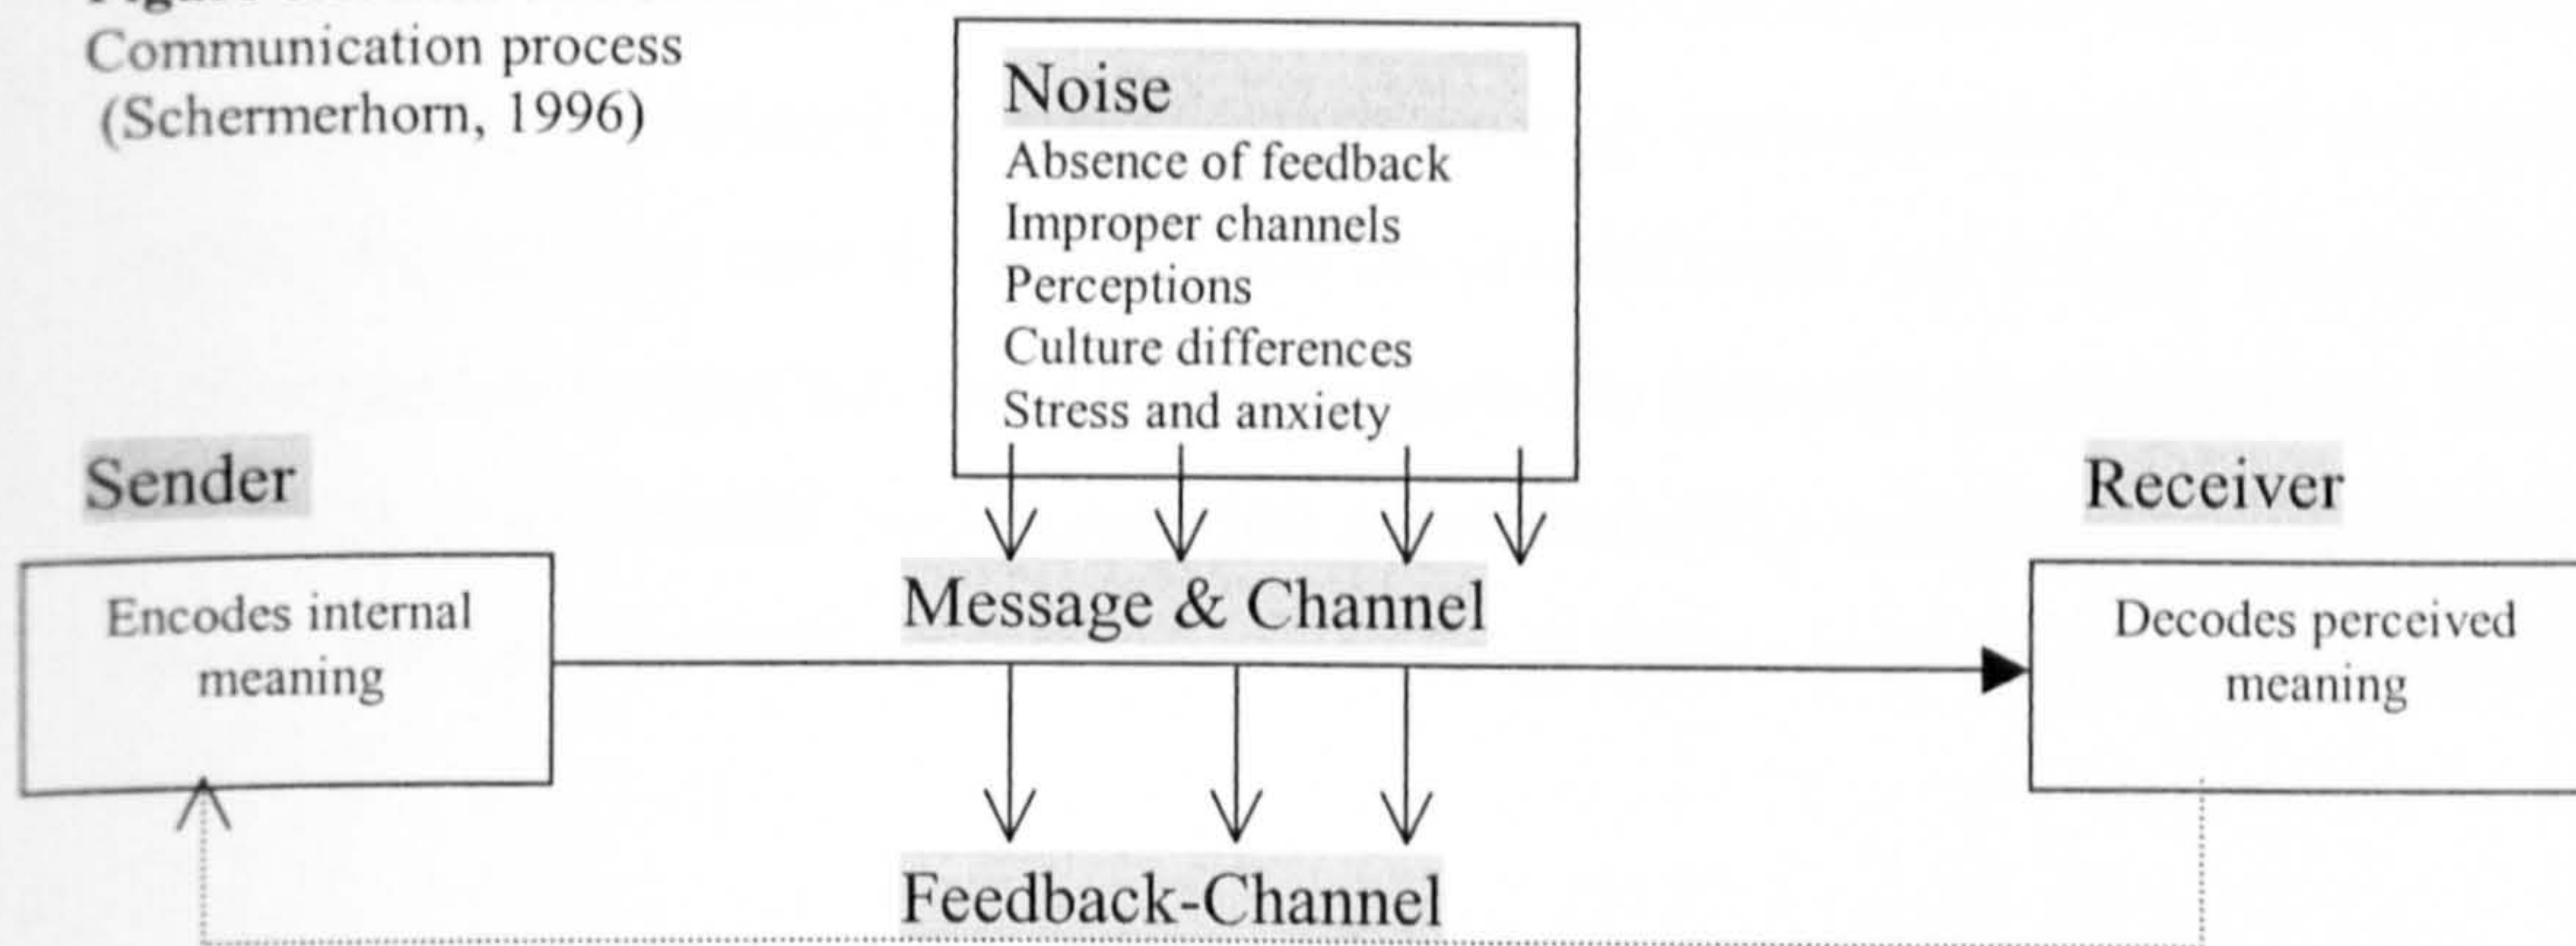 Communication process
(Schermerhorn, 1996)
Noise
Absence of feedback
Improper channels
Perceptions
Culture differences
Stress and anxiety
Sender
Receiver
Encodes internal
meaning
Message & Channel
Decodes perceived
meaning
Feedback-Channel